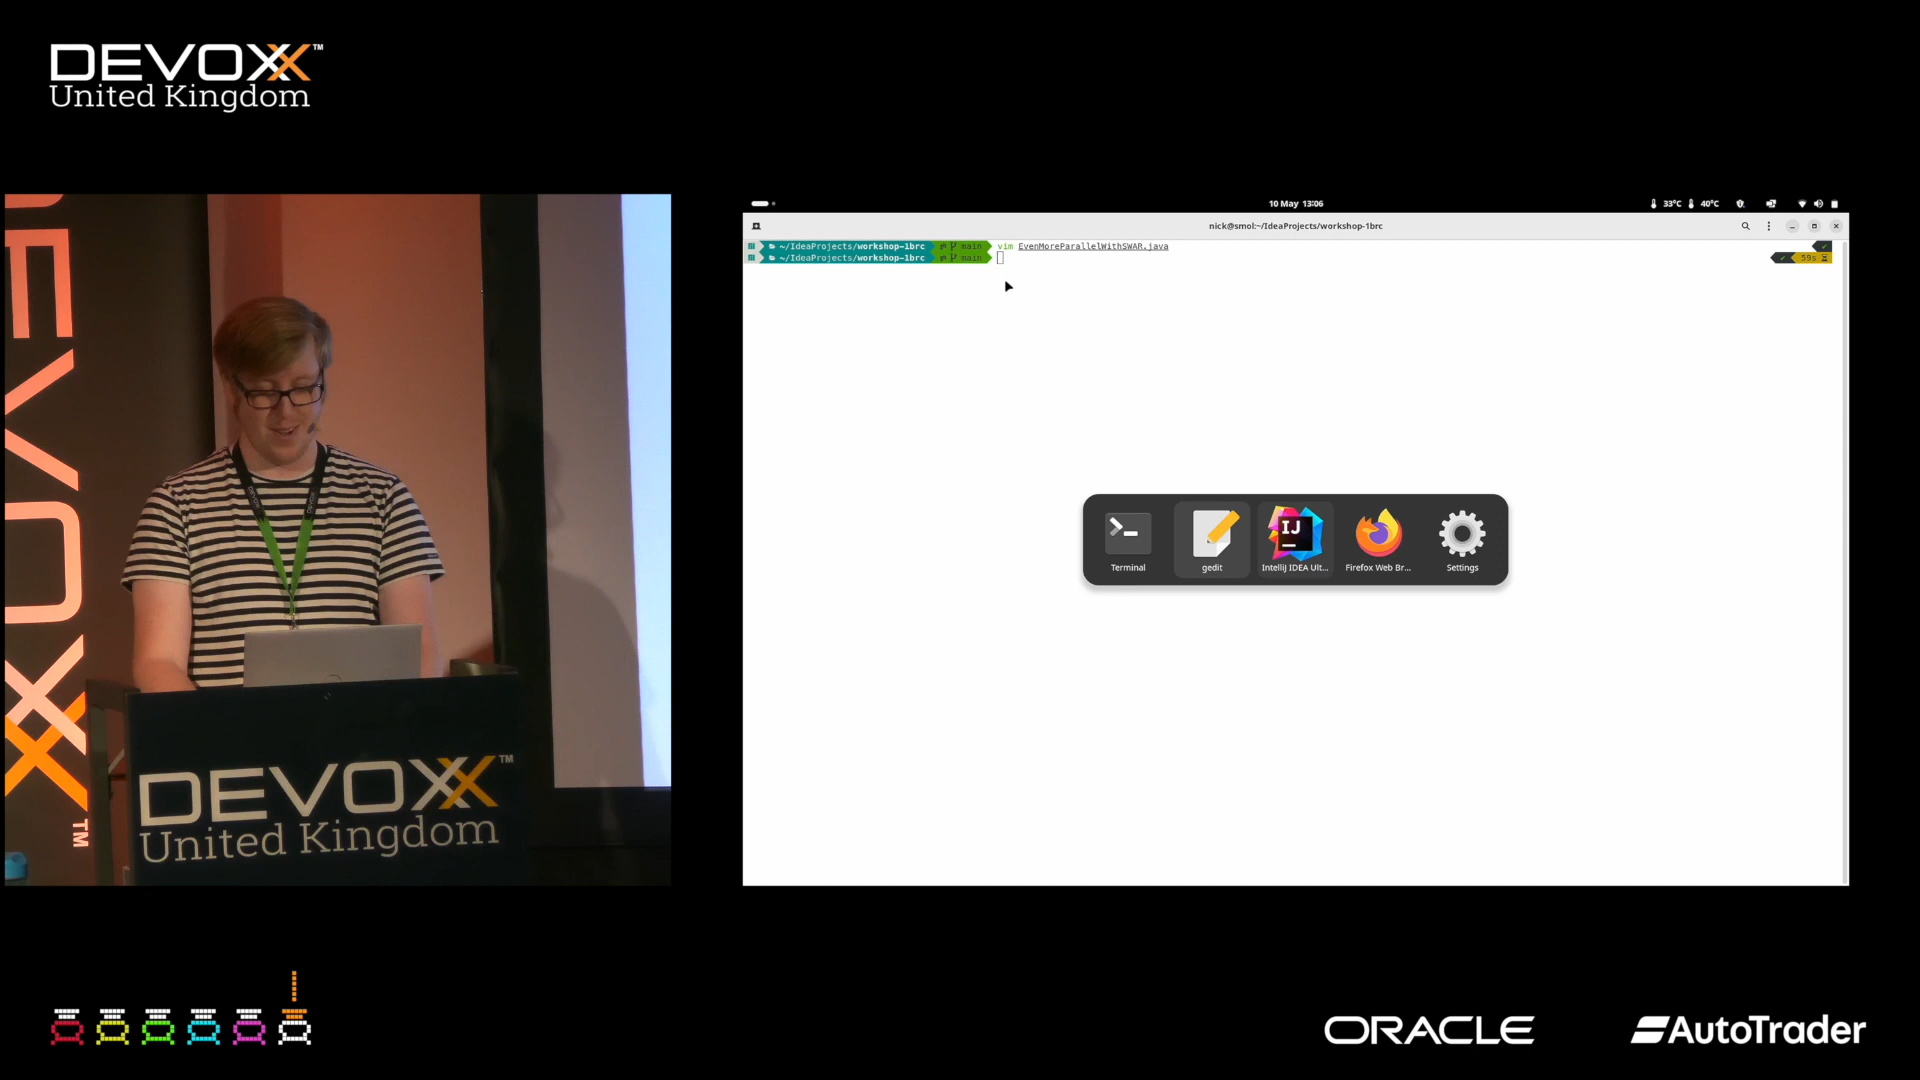 DEVOXX™
United Kingdom
DEVOXX™
DEVOXX™
United Kingdom
10 May 13:06
33°C 40°C
nick@smol:~/IdeaProjects/workshop-1brc
~/IdeaProjects/workshop-1brc main vim EvenMoreParallelWithSWAR.java
~/IdeaProjects/workshop-1brc main 59s
IJ
Terminal gedit IntelliJ IDEA Ult... Firefox Web Br... Settings
ORACLE AutoTrader